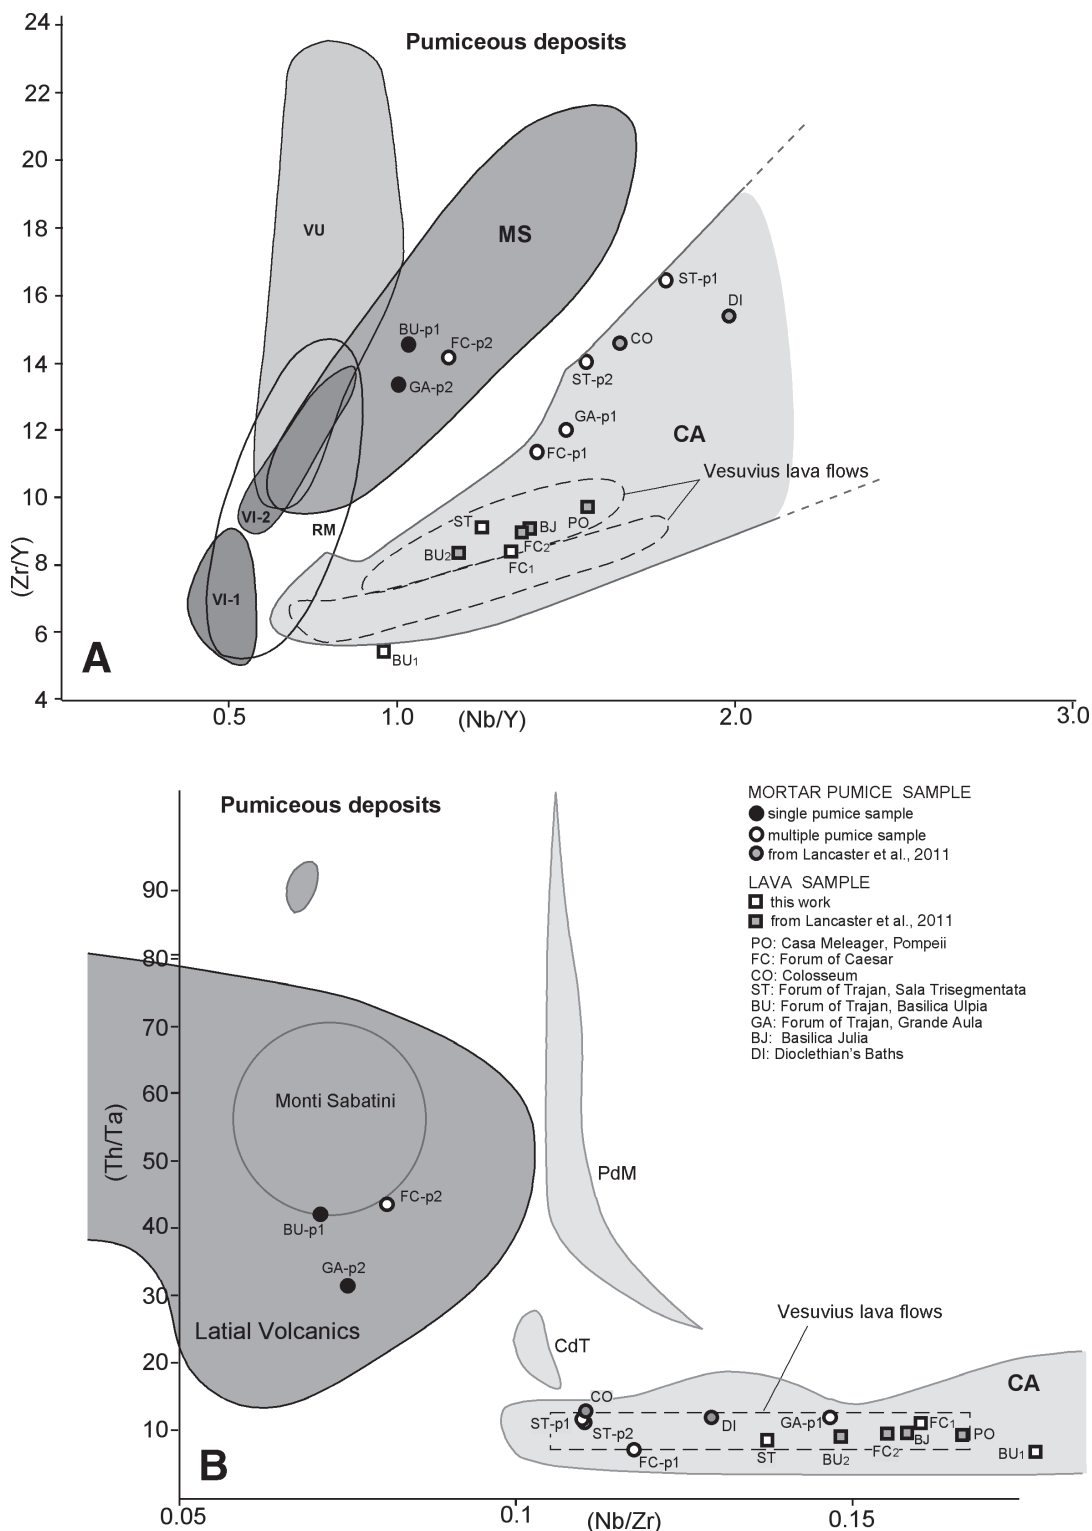 Pumiceous deposits
24
22
20
18
16
14
12
10
8
6
4
(Zr/Y)
VU
MS
ST-p1
DI
BU-p1
FC-p2
CO
GA-p2
ST-p2
GA-p1
CA
FC-p1
Vesuvius lava flows
VI-2
RM
ST
BJ
PO
BU2
FC2
FC1
VI-1
A
BU1
0.5
1.0
(Nb/Y)
2.0
3.0
Pumiceous deposits
MORTAR PUMICE SAMPLE
single pumice sample
multiple pumice sample
from Lancaster et al., 2011
LAVA SAMPLE
this work
from Lancaster et al., 2011
PO: Casa Meleager, Pompeii
FC: Forum of Caesar
CO: Colosseum
ST: Forum of Trajan, Sala Trisegmentata
BU: Forum of Trajan, Basilica Ulpia
GA: Forum of Trajan, Grande Aula
BJ: Basilica Julia
DI: Dioclethian's Baths
90
80
70
60
50
40
30
20
10
(Th/Ta)
Monti Sabatini
PdM
FC-p2
BU-p1
GA-p2
Latial Volcanics
Vesuvius lava flows
CdT
CA
CO
ST-p1
ST-p2
DI
GA-p1
FC1
PO
BJ
FC2
BU2
ST
FC-p1
BU1
B
0.05
0.1
(Nb/Zr)
0.15